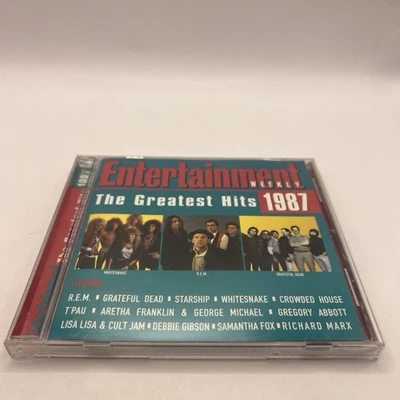 Entertainment
WEEKLY
The Greatest Hits 1987
WHITESNAKE R.E.M. GRATEFUL DEAD
R.E.M. ▪ GRATEFUL DEAD ▪ STARSHIP ▪ WHITESNAKE ▪ CROWDED HOUSE
T'PAU ▪ ARETHA FRANKLIN & GEORGE MICHAEL ▪ GREGORY ABBOTT
LISA LISA & CULT JAM ▪ DEBBIE GIBSON ▪ SAMANTHA FOX ▪ RICHARD MARX